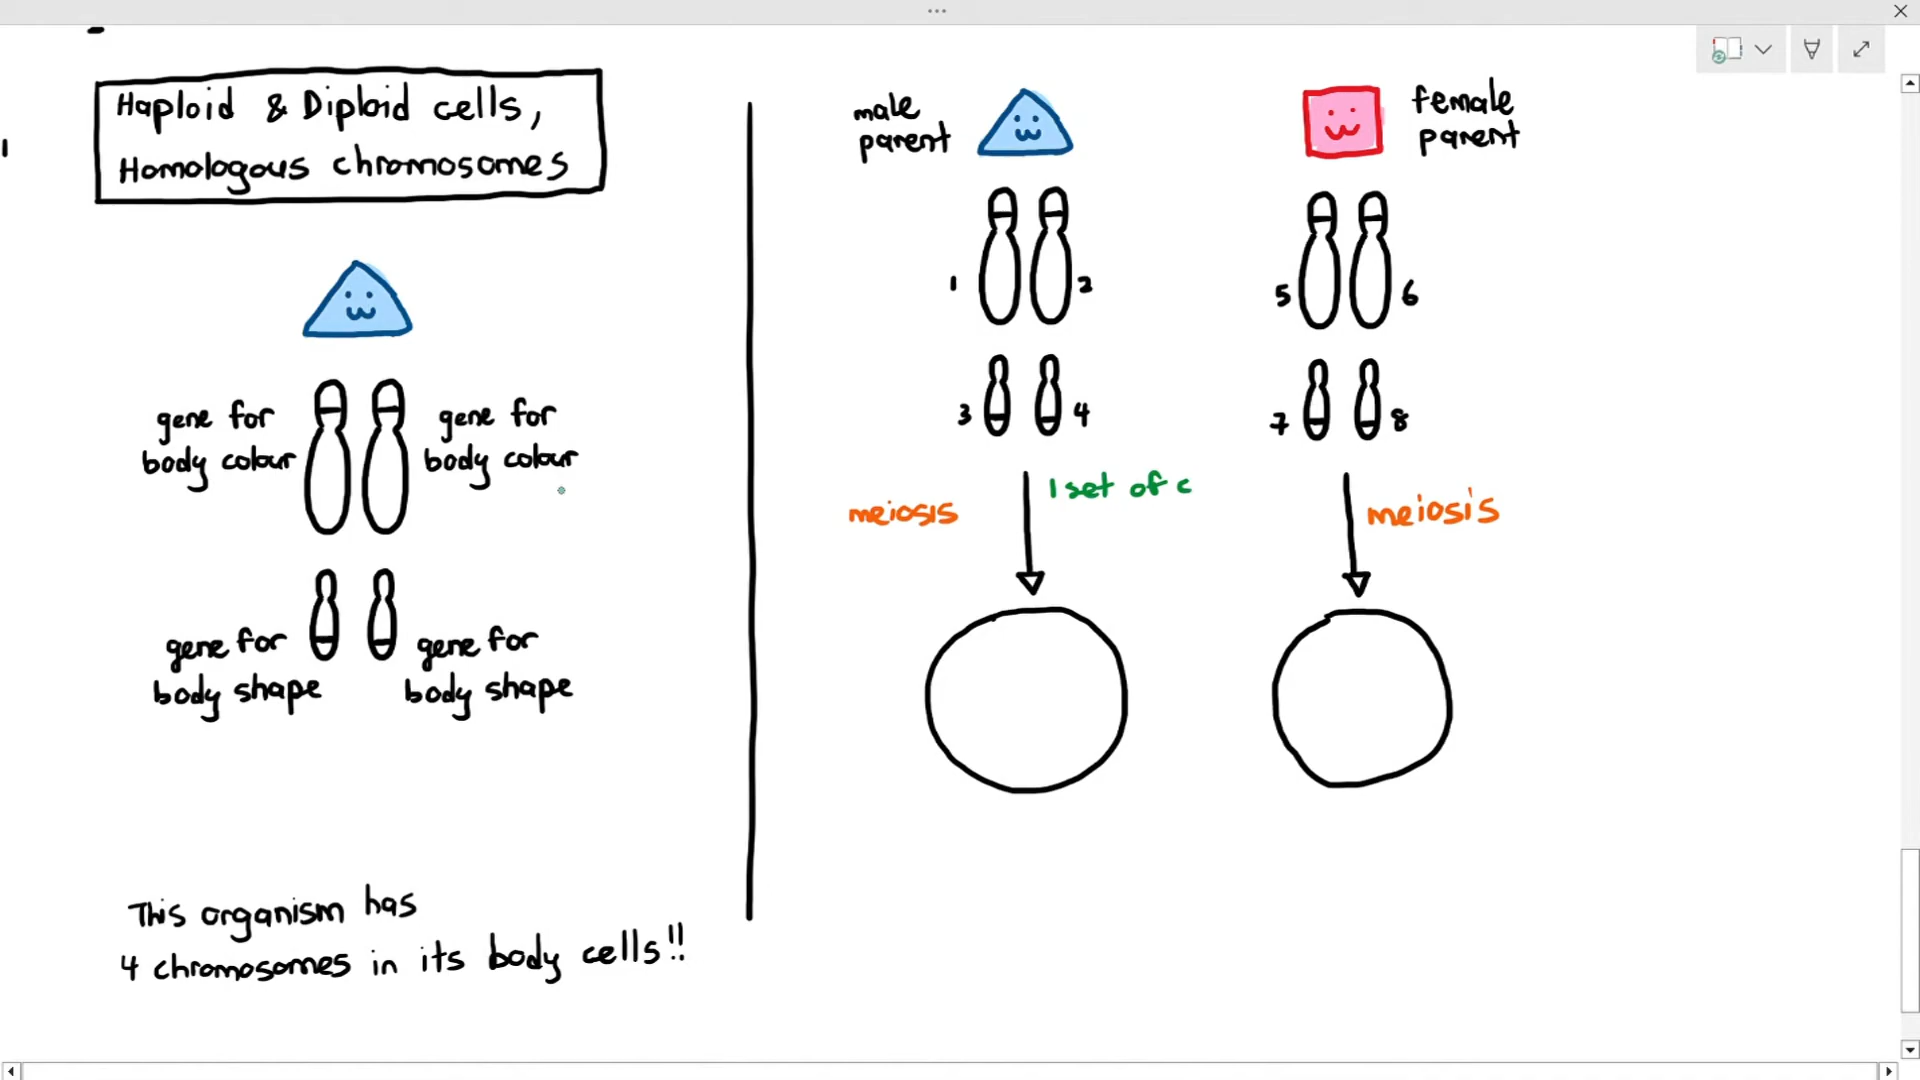 Haploid & Diploid cells,
Homologous chromosomes
gene for
body colour
gene for
body colour
gene for
body shape
gene for
body shape
This organism has
4 chromosomes in its body cells!!
male
parent
female
parent
1
2
5
6
3
4
7
8
1 set of c
meiosis
meiosis